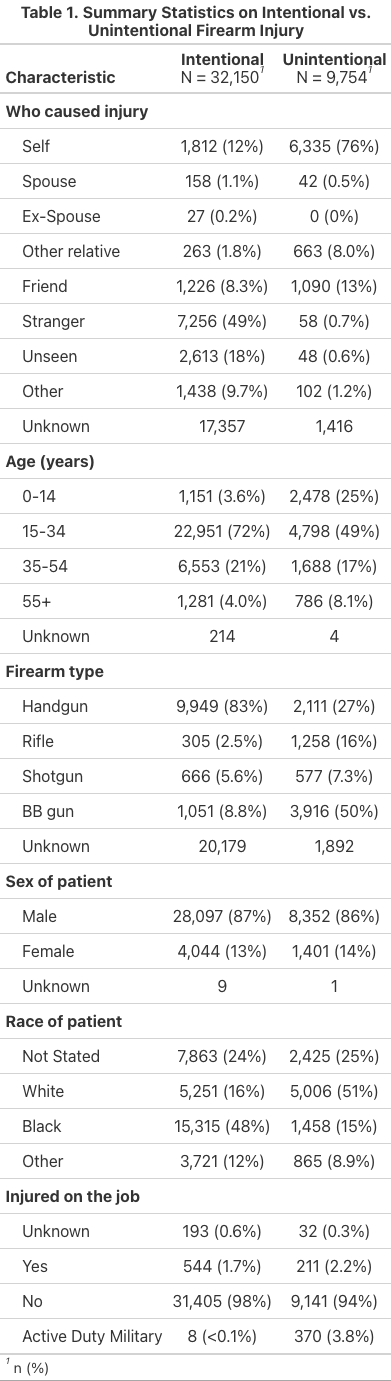 Table 1. Summary Statistics on Intentional vs.
Unintentional Firearm Injury
Characteristic Intentional N = 32,150¹ Unintentional N = 9,754¹
Who caused injury
Self 1,812 (12%) 6,335 (76%)
Spouse 158 (1.1%) 42 (0.5%)
Ex-Spouse 27 (0.2%) 0 (0%)
Other relative 263 (1.8%) 663 (8.0%)
Friend 1,226 (8.3%) 1,090 (13%)
Stranger 7,256 (49%) 58 (0.7%)
Unseen 2,613 (18%) 48 (0.6%)
Other 1,438 (9.7%) 102 (1.2%)
Unknown 17,357 1,416
Age (years)
0-14 1,151 (3.6%) 2,478 (25%)
15-34 22,951 (72%) 4,798 (49%)
35-54 6,553 (21%) 1,688 (17%)
55+ 1,281 (4.0%) 786 (8.1%)
Unknown 214 4
Firearm type
Handgun 9,949 (83%) 2,111 (27%)
Rifle 305 (2.5%) 1,258 (16%)
Shotgun 666 (5.6%) 577 (7.3%)
BB gun 1,051 (8.8%) 3,916 (50%)
Unknown 20,179 1,892
Sex of patient
Male 28,097 (87%) 8,352 (86%)
Female 4,044 (13%) 1,401 (14%)
Unknown 9 1
Race of patient
Not Stated 7,863 (24%) 2,425 (25%)
White 5,251 (16%) 5,006 (51%)
Black 15,315 (48%) 1,458 (15%)
Other 3,721 (12%) 865 (8.9%)
Injured on the job
Unknown 193 (0.6%) 32 (0.3%)
Yes 544 (1.7%) 211 (2.2%)
No 31,405 (98%) 9,141 (94%)
Active Duty Military 8 (<0.1%) 370 (3.8%)
¹ n (%)